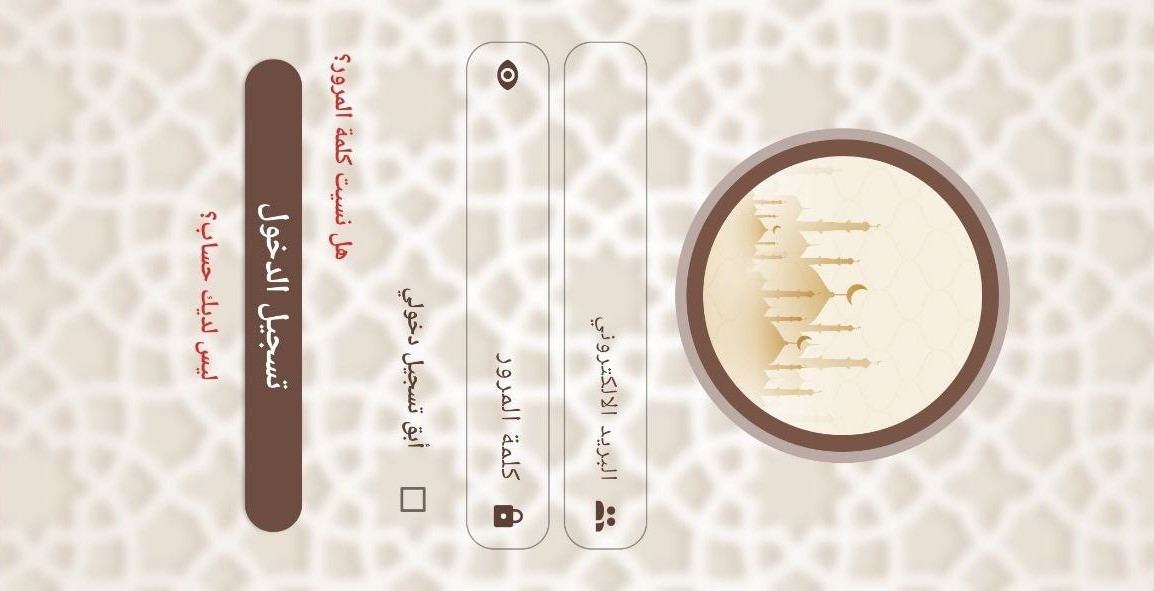 البريد الالكتروني
كلمة المرور
أبق تسجيل دخولي
هل نسيت كلمة المرور؟
تسجيل الدخول
ليس لديك حساب؟